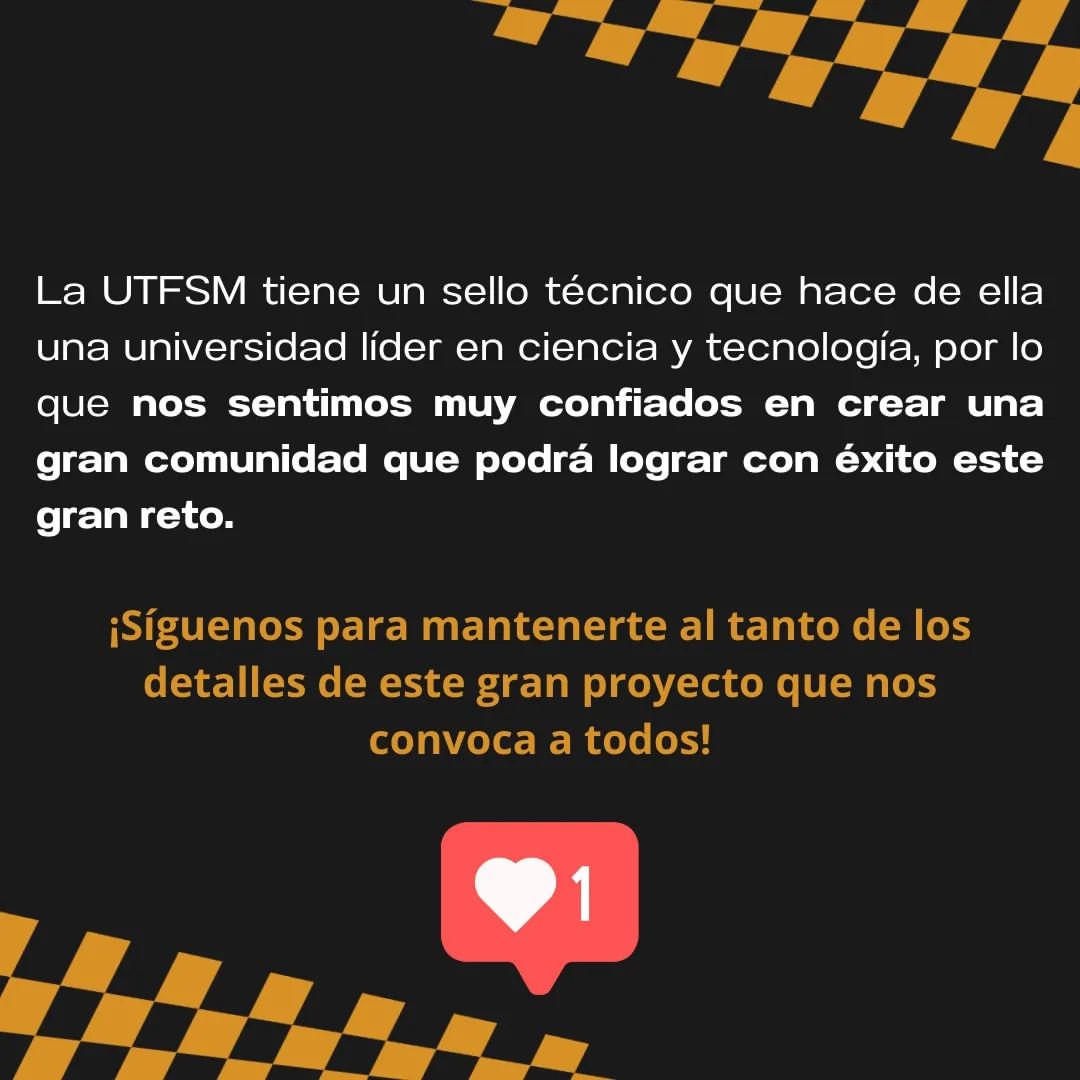 La UTFSM tiene un sello técnico que hace de ella
una universidad líder en ciencia y tecnología, por lo
que nos sentimos muy confiados en crear una
gran comunidad que podrá lograr con éxito este
gran reto.
¡Síguenos para mantenerte al tanto de los
detalles de este gran proyecto que nos
convoca a todos!
1